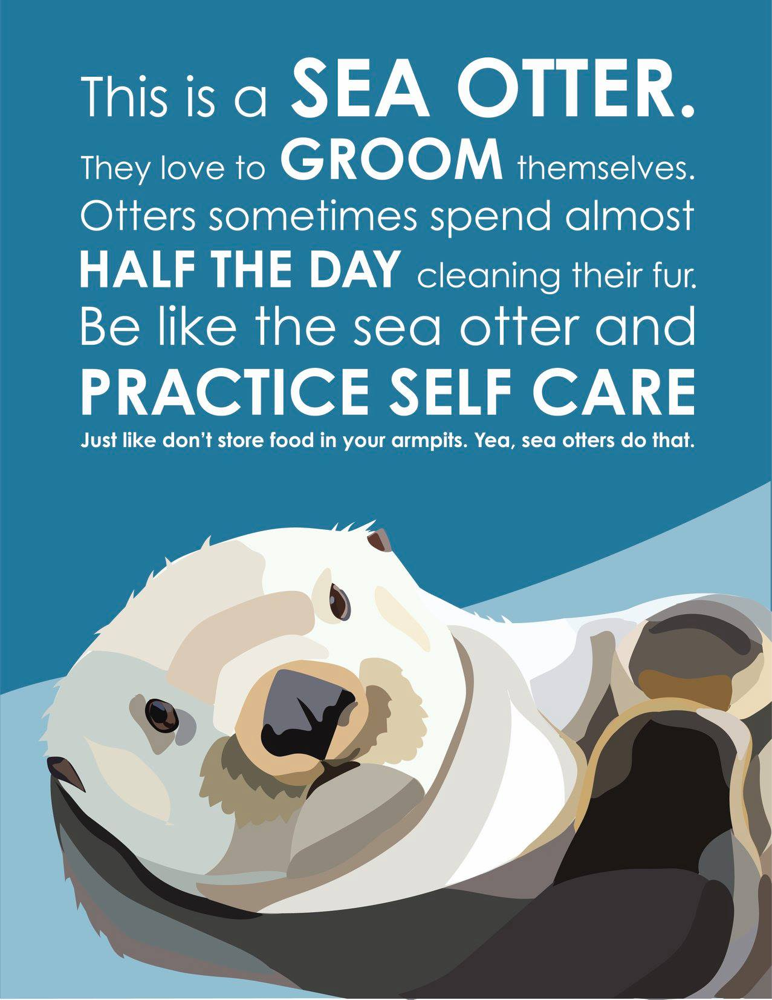 This is a SEA OTTER.
They love to GROOM themselves.
Otters sometimes spend almost
HALF THE DAY cleaning their fur.
Be like the sea otter and
PRACTICE SELF CARE
Just like don't store food in your armpits. Yea, sea otters do that.